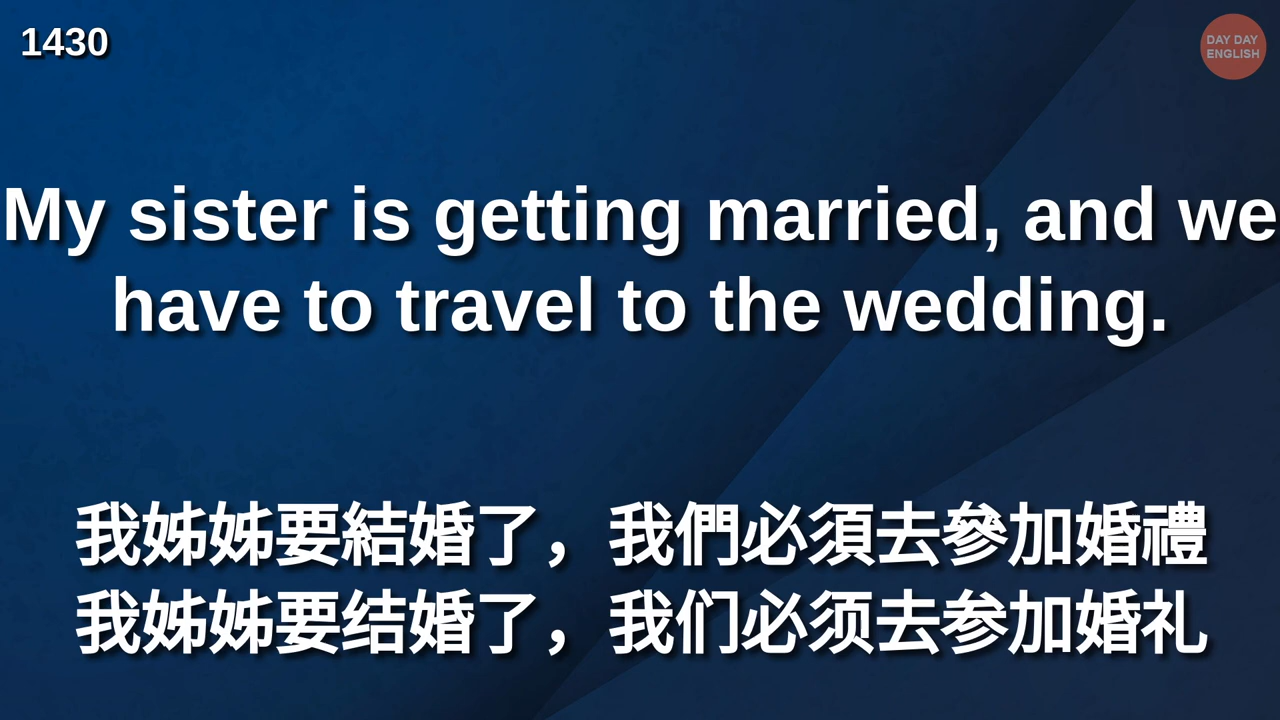 1430
DAY DAY
ENGLISH
My sister is getting married, and we
have to travel to the wedding.
我姊姊要結婚了，我們必須去參加婚禮
我姊姊要结婚了，我们必须去参加婚礼